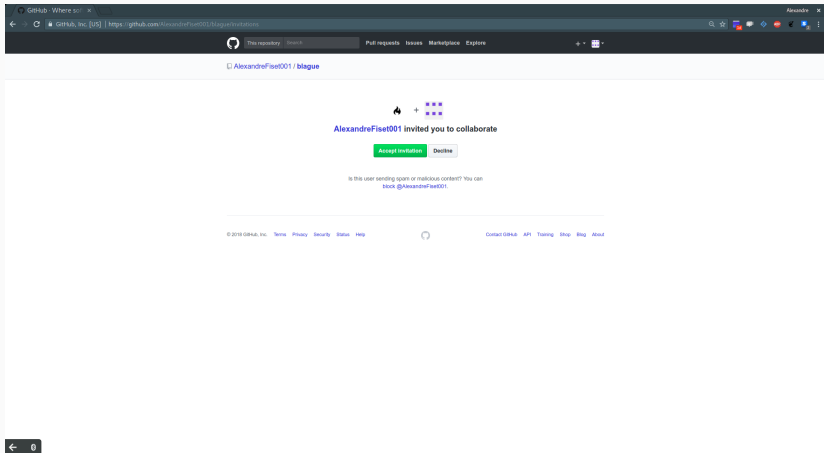 GitHub - Where sof
Alexandre
GitHub, Inc. [US] | https://github.com/AlexandreFiset001/blague/invitations
This repository Search Pull requests Issues Marketplace Explore
AlexandreFiset001 / blague
+
AlexandreFiset001 invited you to collaborate
Accept invitation Decline
Is this user sending spam or malicious content? You can
block @AlexandreFiset001.
© 2018 GitHub, Inc. Terms Privacy Security Status Help Contact GitHub API Training Shop Blog About
0